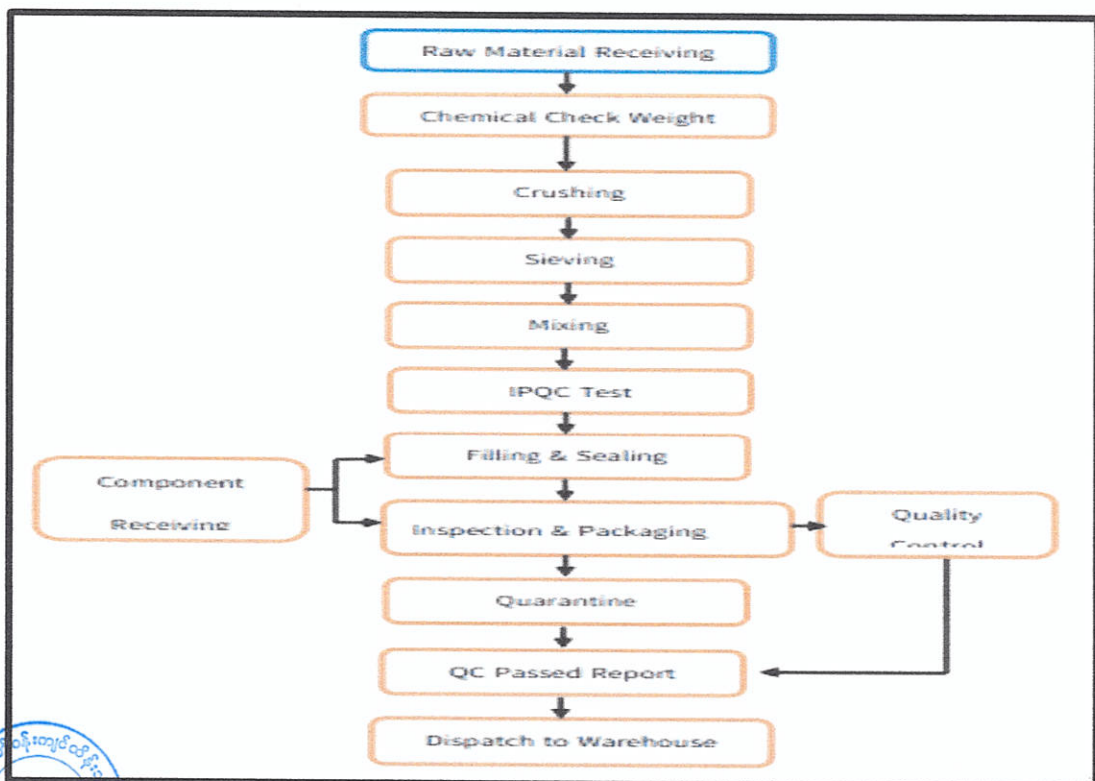 Raw Material Receiving
Chemical Check Weight
Crushing
Sieving
Mixing
IPQC Test
Filling & Sealing
Component
Receiving
Inspection & Packaging
Quality
Control
Quarantine
QC Passed Report
Dispatch to Warehouse